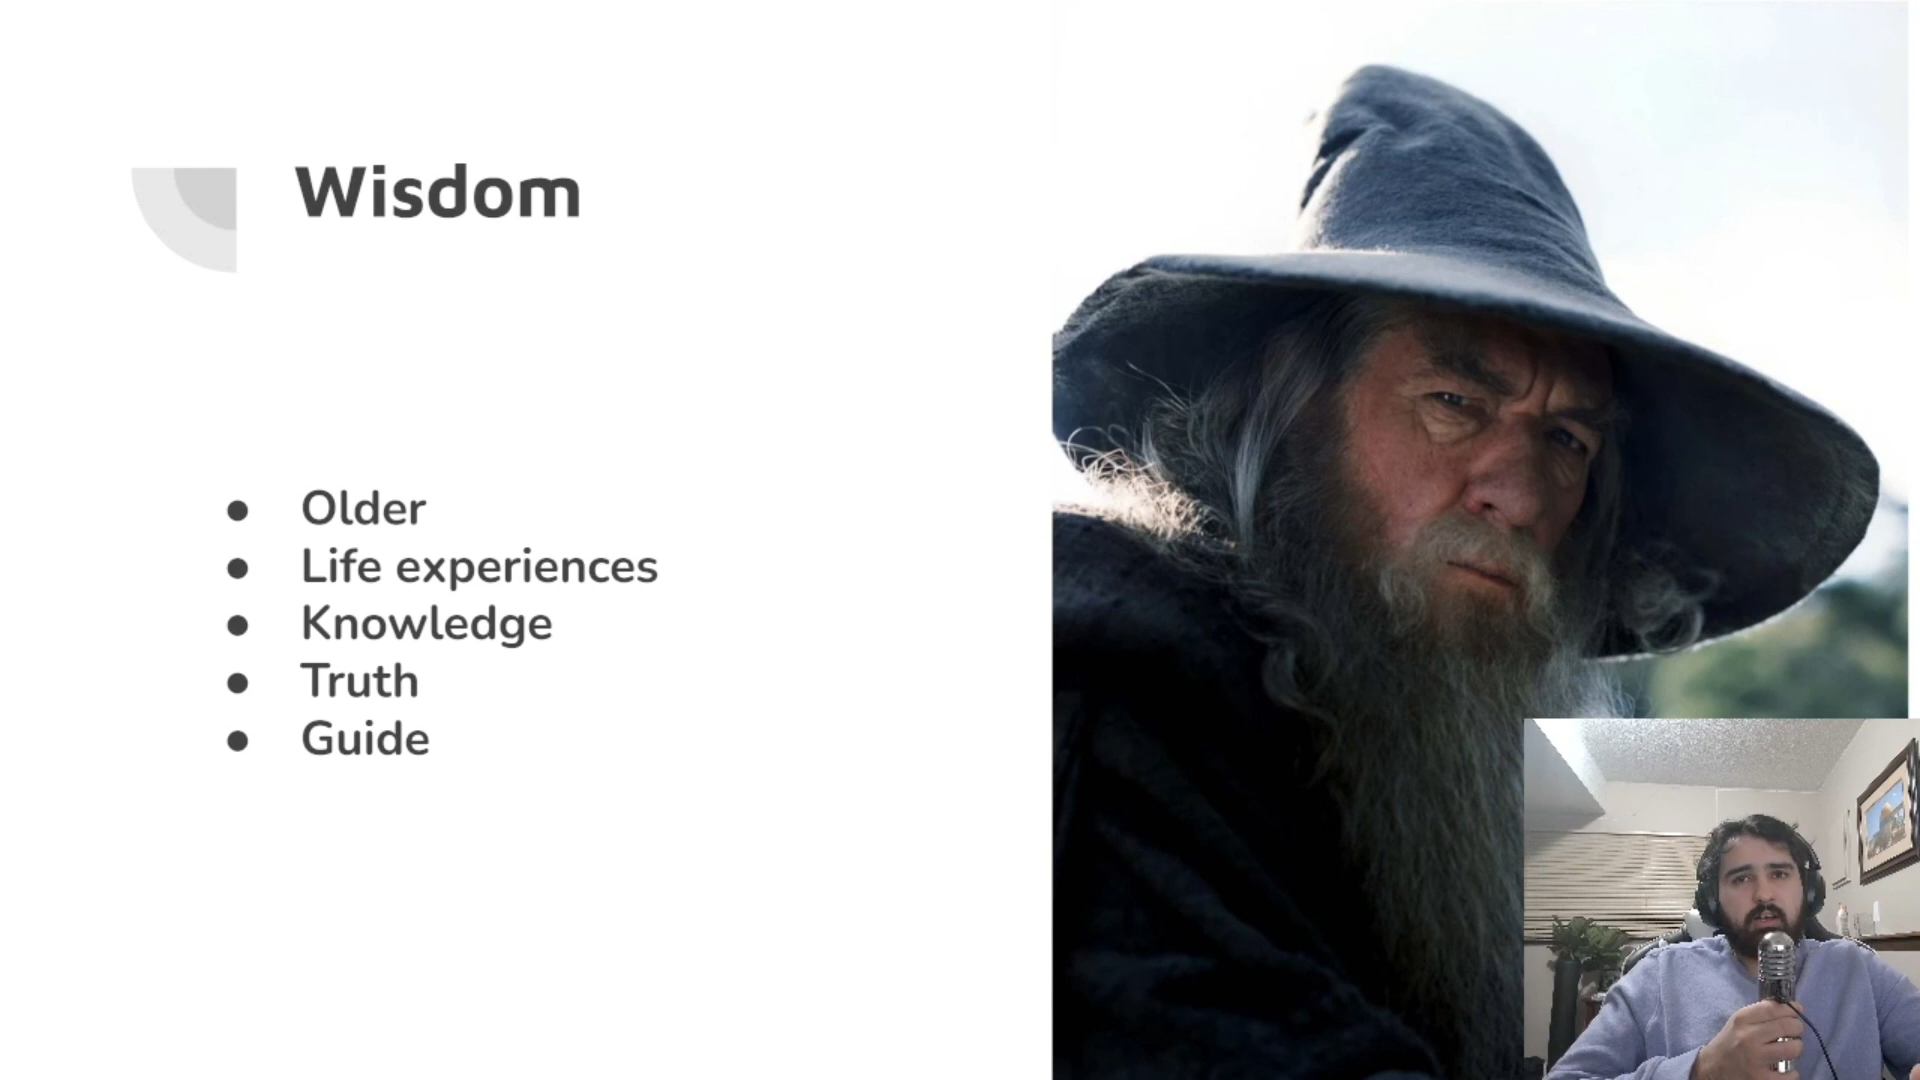 Wisdom
● Older
● Life experiences
● Knowledge
● Truth
● Guide